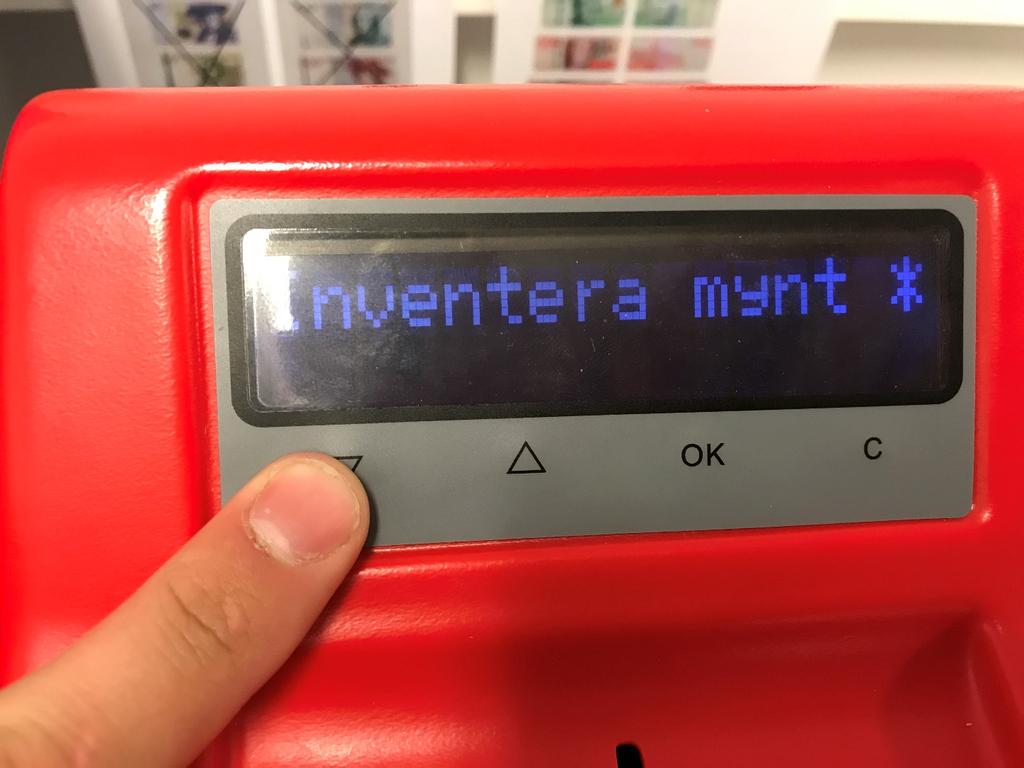 Inventera mynt *
▽ △ OK C